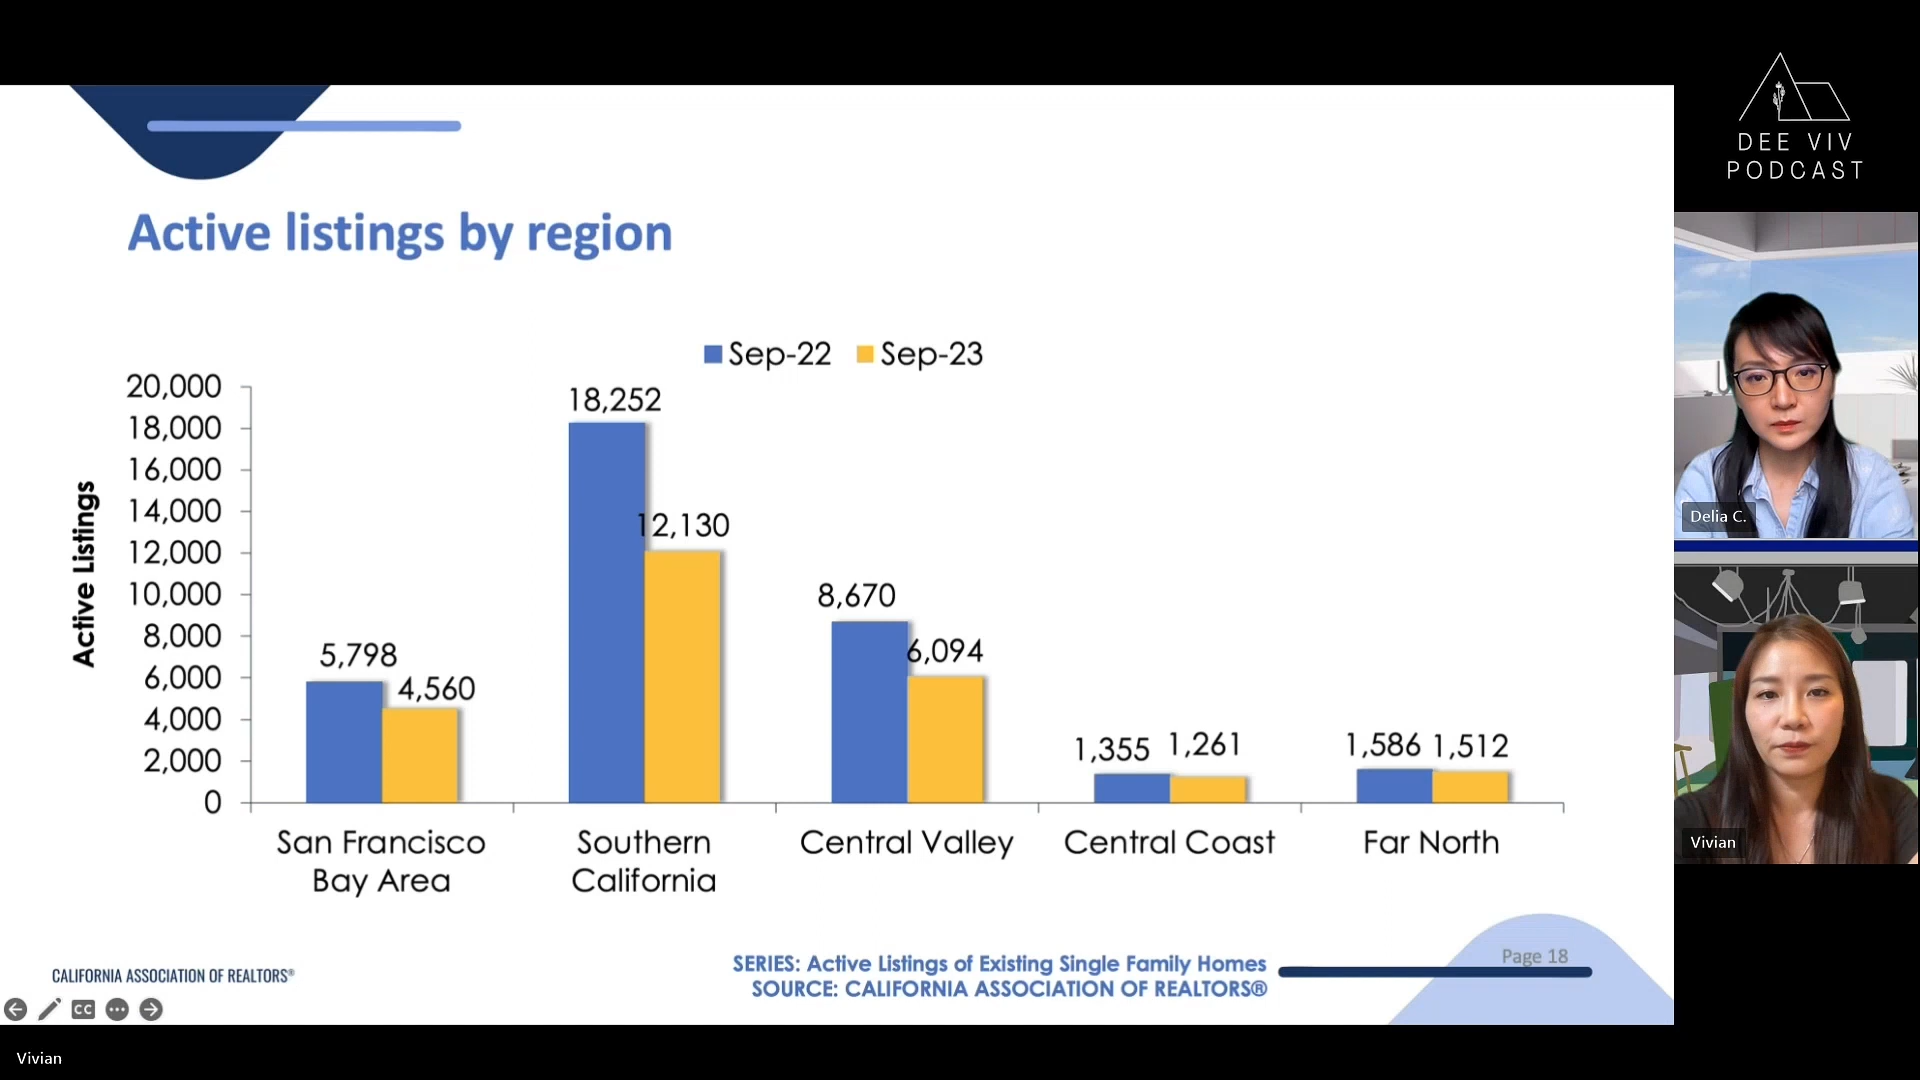 DEE VIV
PODCAST
Active listings by region
Sep-22 Sep-23
Active Listings
20,000
18,000
16,000
14,000
12,000
10,000
8,000
6,000
4,000
2,000
0
5,798
4,560
18,252
12,130
8,670
6,094
1,355
1,261
1,586
1,512
San Francisco
Bay Area
Southern
California
Central Valley
Central Coast
Far North
CALIFORNIA ASSOCIATION OF REALTORS®
SERIES: Active Listings of Existing Single Family Homes
SOURCE: CALIFORNIA ASSOCIATION OF REALTORS®
Page 18
CC
Delia C.
Vivian
Vivian